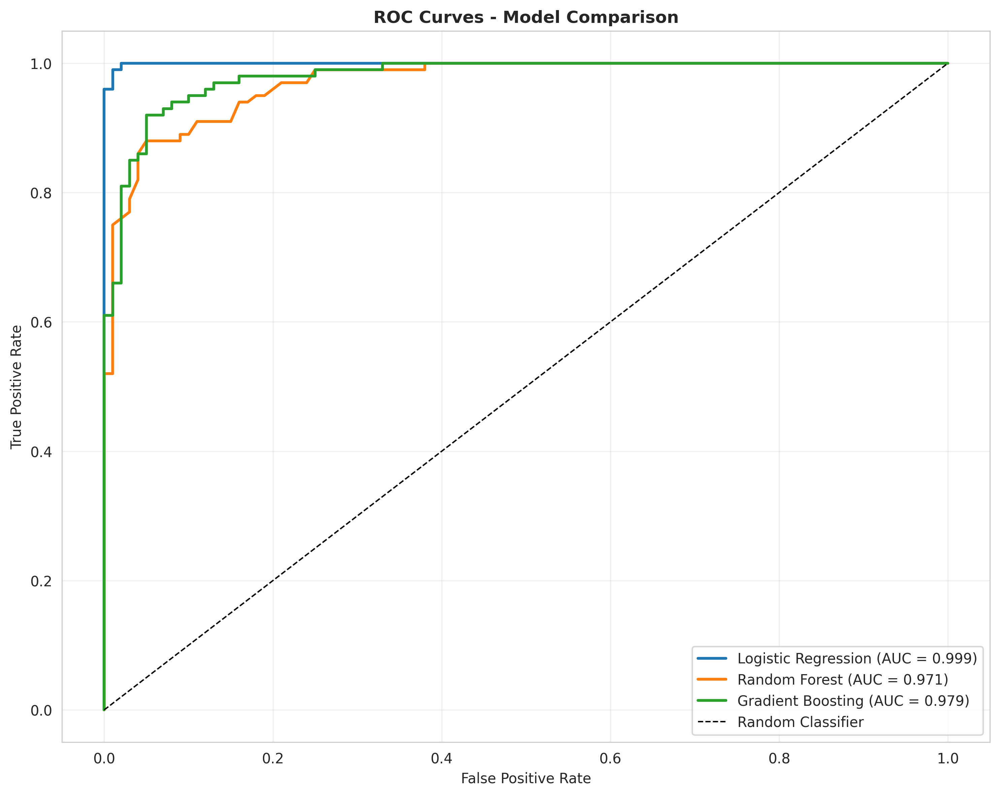 ROC Curves - Model Comparison
True Positive Rate
1.0
0.8
0.6
0.4
0.2
0.0
0.0 0.2 0.4 0.6 0.8 1.0
False Positive Rate
Logistic Regression (AUC = 0.999)
Random Forest (AUC = 0.971)
Gradient Boosting (AUC = 0.979)
Random Classifier